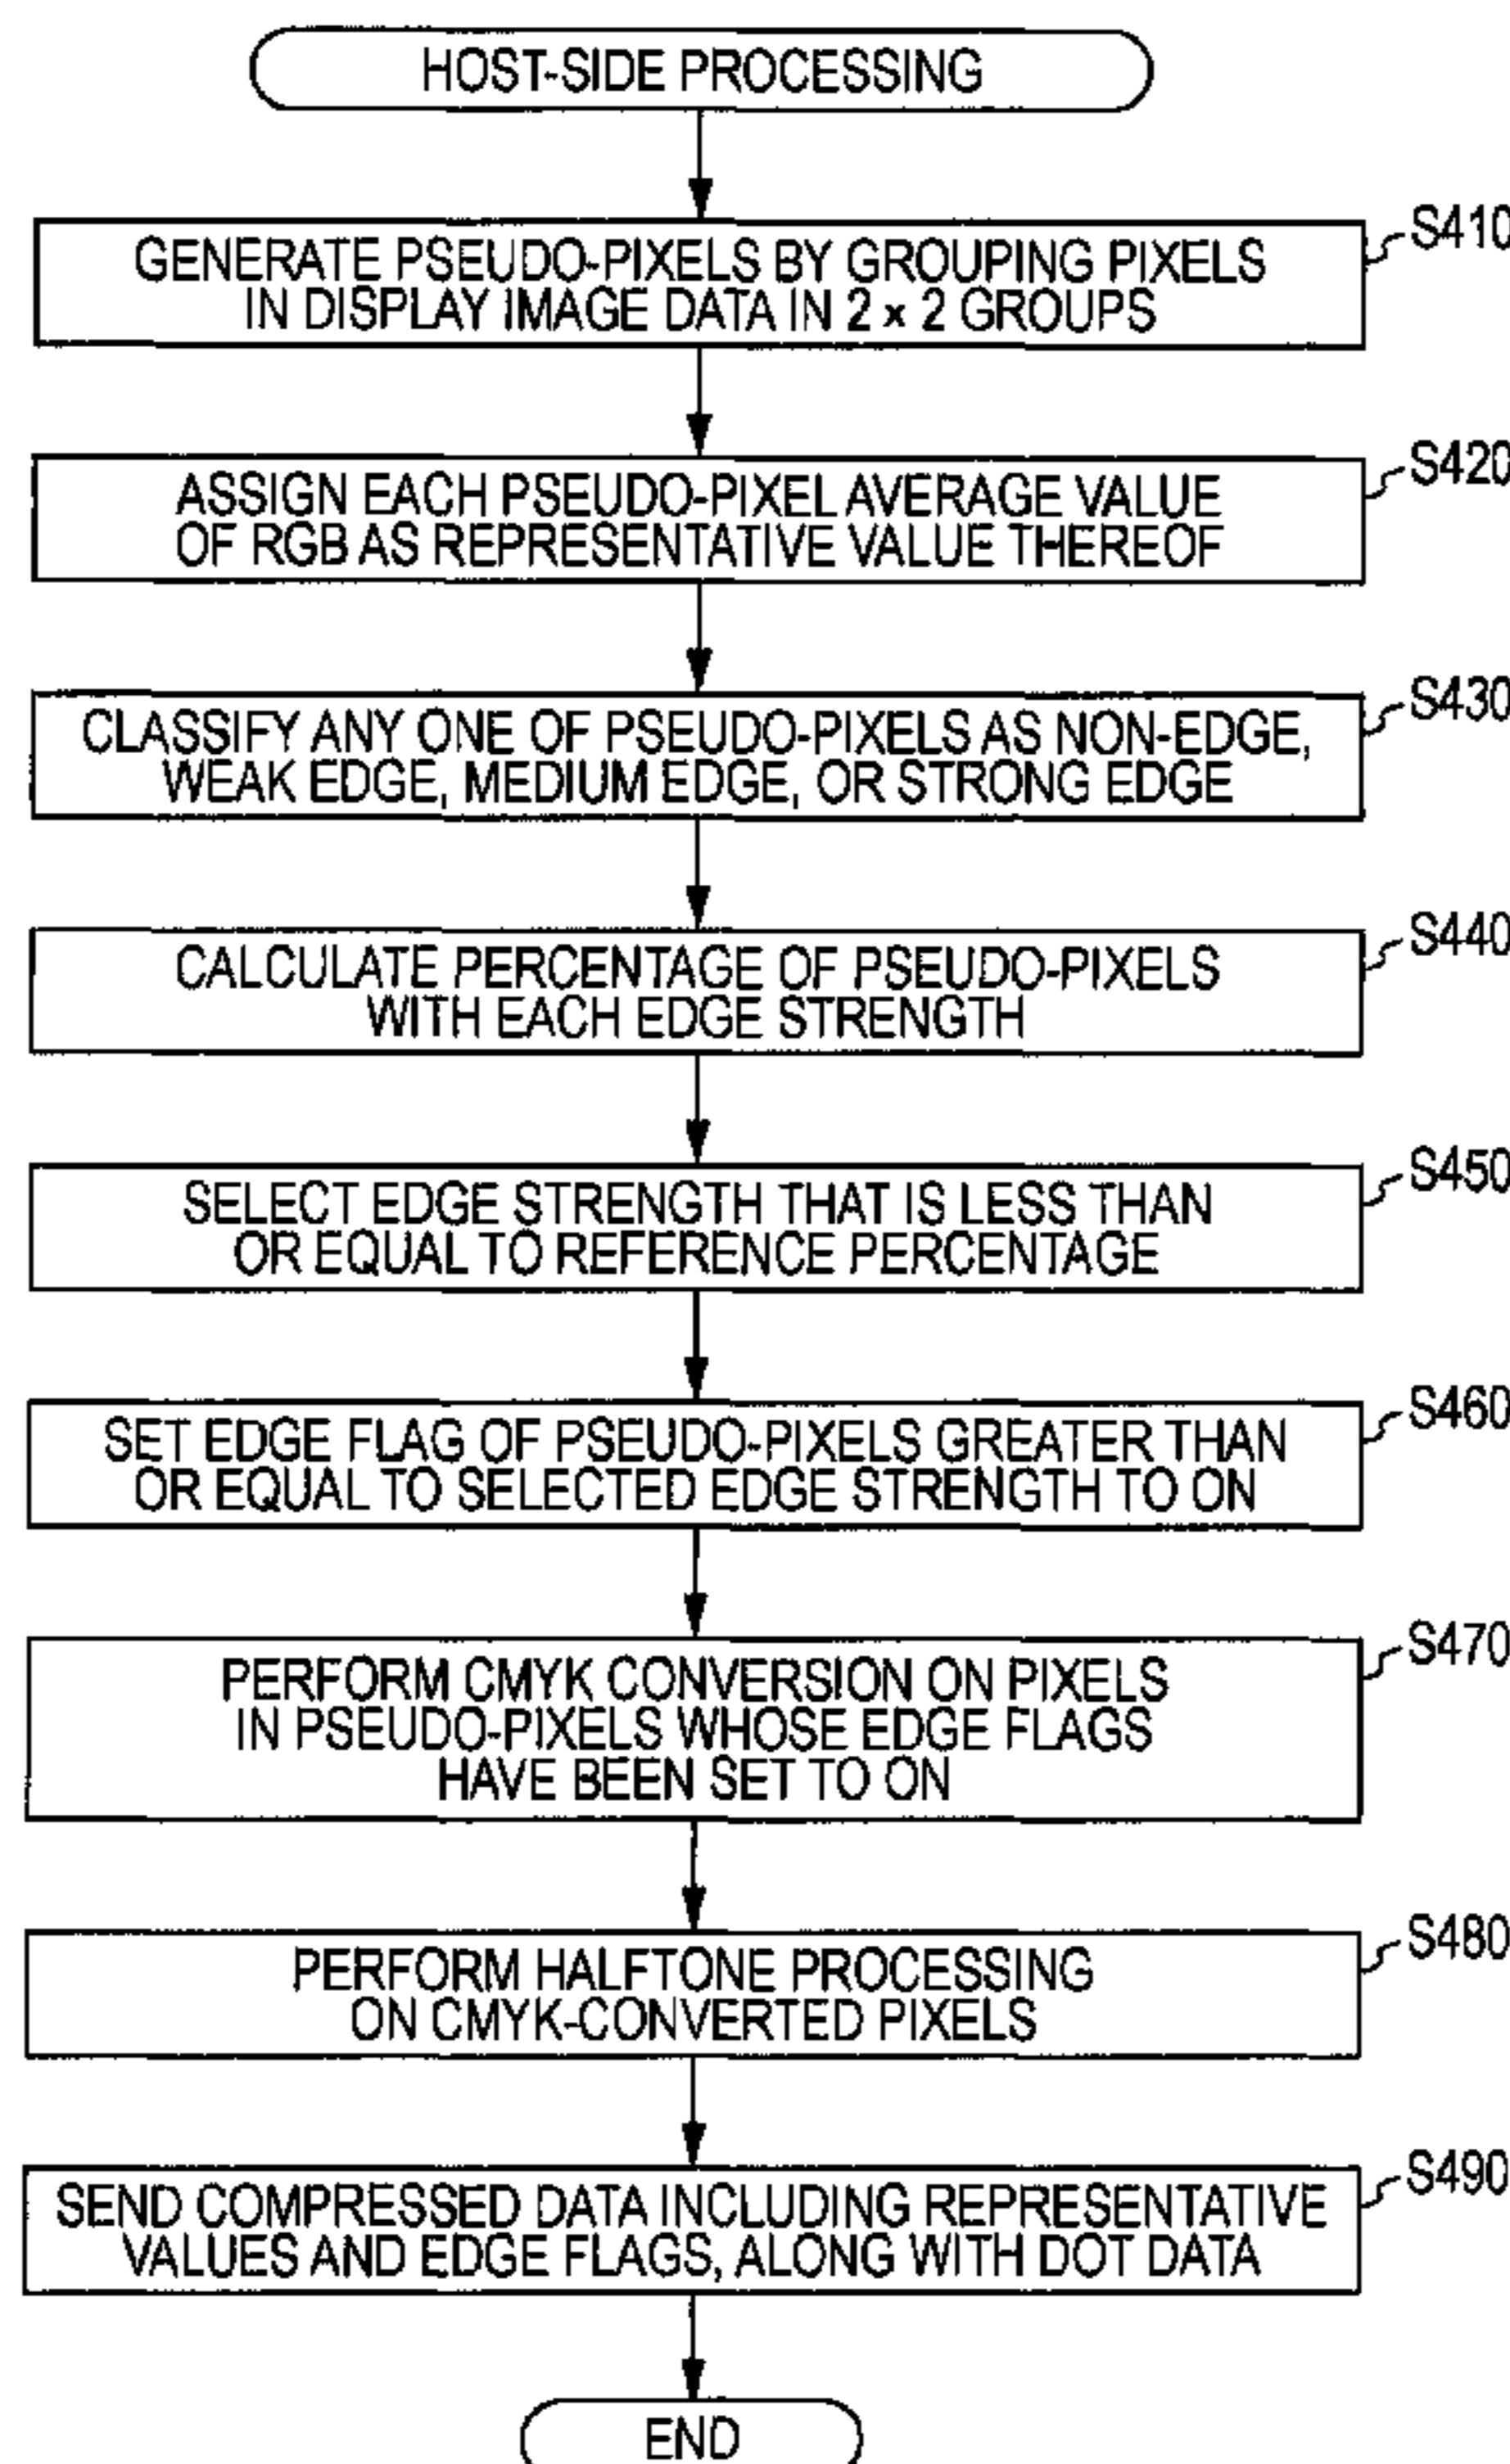 HOST-SIDE PROCESSING
S410
GENERATE PSEUDO-PIXELS BY GROUPING PIXELS
IN DISPLAY IMAGE DATA IN 2 x 2 GROUPS
S420
ASSIGN EACH PSEUDO-PIXEL AVERAGE VALUE
OF RGB AS REPRESENTATIVE VALUE THEREOF
S430
CLASSIFY ANY ONE OF PSEUDO-PIXELS AS NON-EDGE,
WEAK EDGE, MEDIUM EDGE, OR STRONG EDGE
S440
CALCULATE PERCENTAGE OF PSEUDO-PIXELS
WITH EACH EDGE STRENGTH
S450
SELECT EDGE STRENGTH THAT IS LESS THAN
OR EQUAL TO REFERENCE PERCENTAGE
S460
SET EDGE FLAG OF PSEUDO-PIXELS GREATER THAN
OR EQUAL TO SELECTED EDGE STRENGTH TO ON
S470
PERFORM CMYK CONVERSION ON PIXELS
IN PSEUDO-PIXELS WHOSE EDGE FLAGS
HAVE BEEN SET TO ON
S480
PERFORM HALFTONE PROCESSING
ON CMYK-CONVERTED PIXELS
S490
SEND COMPRESSED DATA INCLUDING REPRESENTATIVE
VALUES AND EDGE FLAGS, ALONG WITH DOT DATA
END